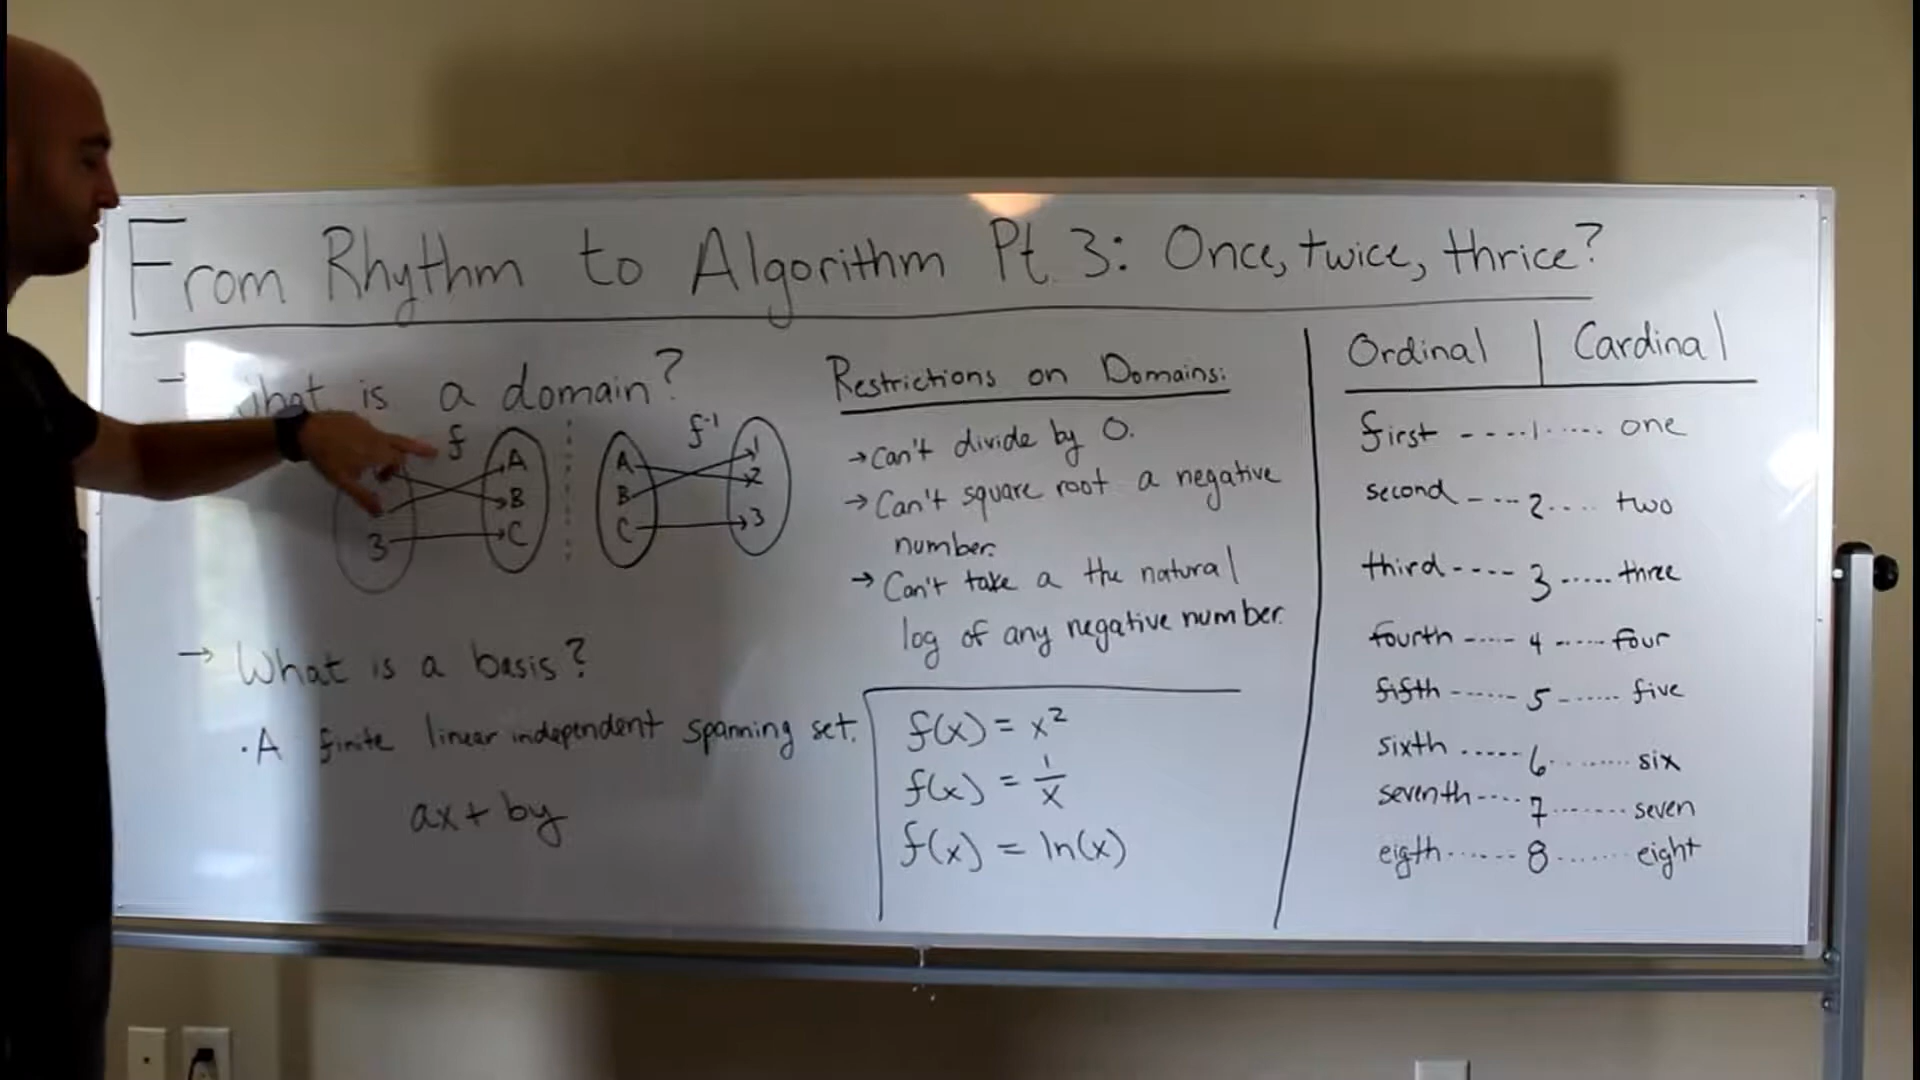 From Rhythm to Algorithm Pt. 3: Once, twice, thrice?
→ What is a domain?
f
3
A
B
C
f⁻¹
A
B
C
1
2
3
→ What is a basis?
· A finite linear independent spanning set.
ax + by
Restrictions on Domains:
→ Can't divide by 0.
→ Can't square root a negative
number.
→ Can't take a the natural
log of any negative number.
f(x) = x²
f(x) = 1/x
f(x) = ln(x)
Ordinal | Cardinal
first ----1----- one
second ----2.... two
third ---- 3 ..... three
fourth ----- 4 ----- four
fifth ------ 5 ------ five
sixth ..... 6 ........ six
seventh ---- 7 ....... seven
eigth ...... 8 ....... eight